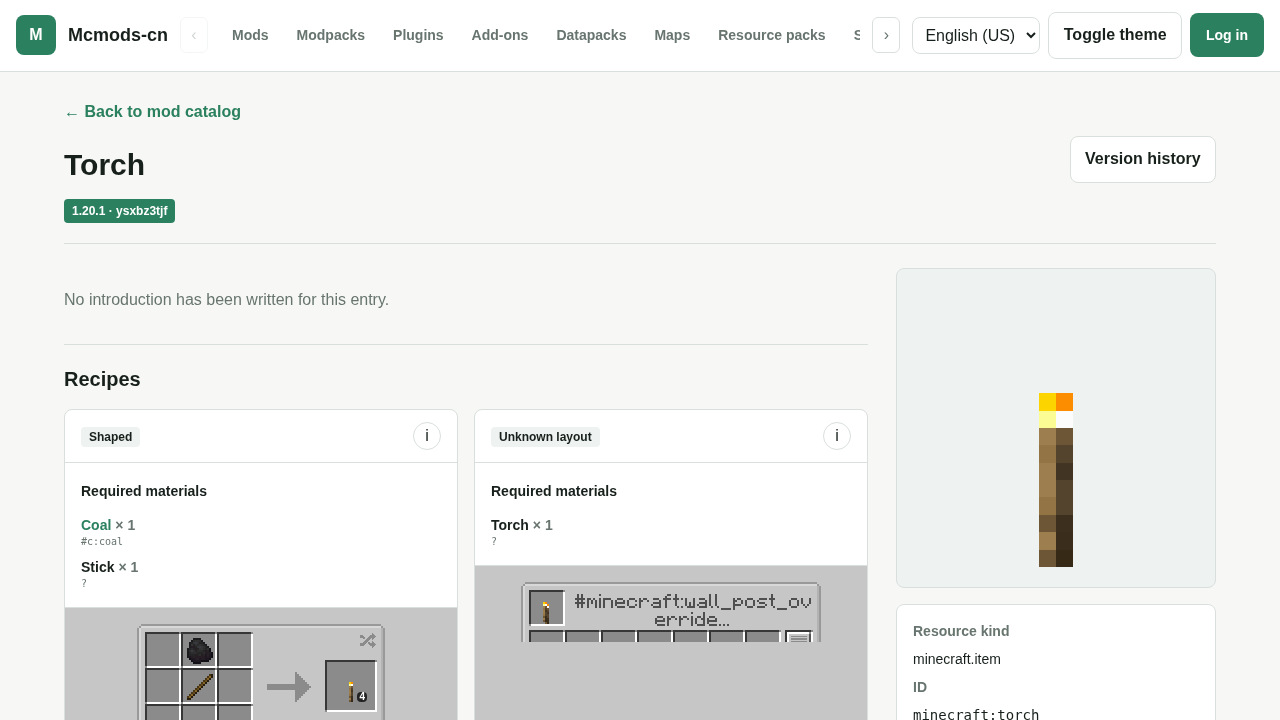 M
Mcmods-cn
‹
Mods
Modpacks
Plugins
Add-ons
Datapacks
Maps
Resource packs
S
›
English (US)
Toggle theme
Log in
← Back to mod catalog
Torch
Version history
1.20.1 · ysxbz3tjf
No introduction has been written for this entry.
Recipes
Shaped
i
Required materials
Coal × 1
#c:coal
Stick × 1
?
4
Unknown layout
i
Required materials
Torch × 1
?
#minecraft:wall_post_ov
erride...
Resource kind
minecraft.item
ID
minecraft:torch